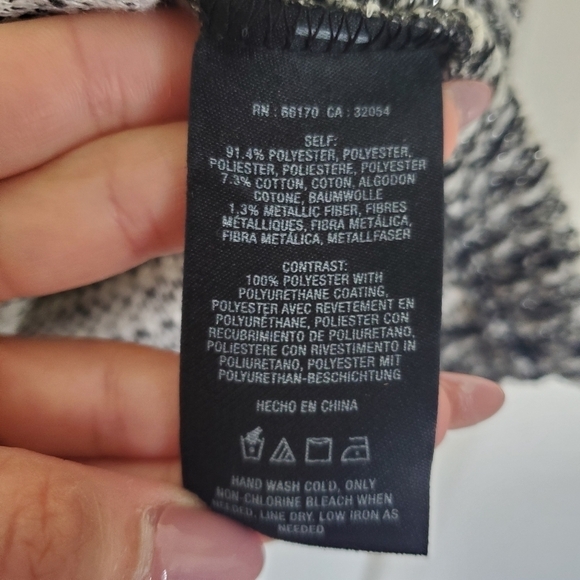 RN : 66170 CA : 32054
SELF:
91.4% POLYESTER, POLYESTER,
POLIESTER, POLIESTERE, POLYESTER
7.3% COTTON, COTON, ALGODON
COTONE, BAUMWOLLE
1,3% METALLIC FIBER, FIBRES
MÉTALLIQUES, FIBRA METÁLICA,
FIBRA METÁLICA, METALLFASER
CONTRAST:
100% POLYESTER WITH
POLYURETHANE COATING,
POLYESTER AVEC REVETEMENT EN
POLYURÉTHANE, POLIESTER CON
RECUBRIMENTO DE POLIURETANO,
POLIESTERE CON RIVESTIMENTO IN
POLIURETANO, POLYESTER MIT
POLYURETHAN-BESCHICHTUNG
HECHO EN CHINA
HAND WASH COLD, ONLY
NON-CHLORINE BLEACH WHEN
NEEDED, LINE DRY, LOW IRON AS
NEEDED